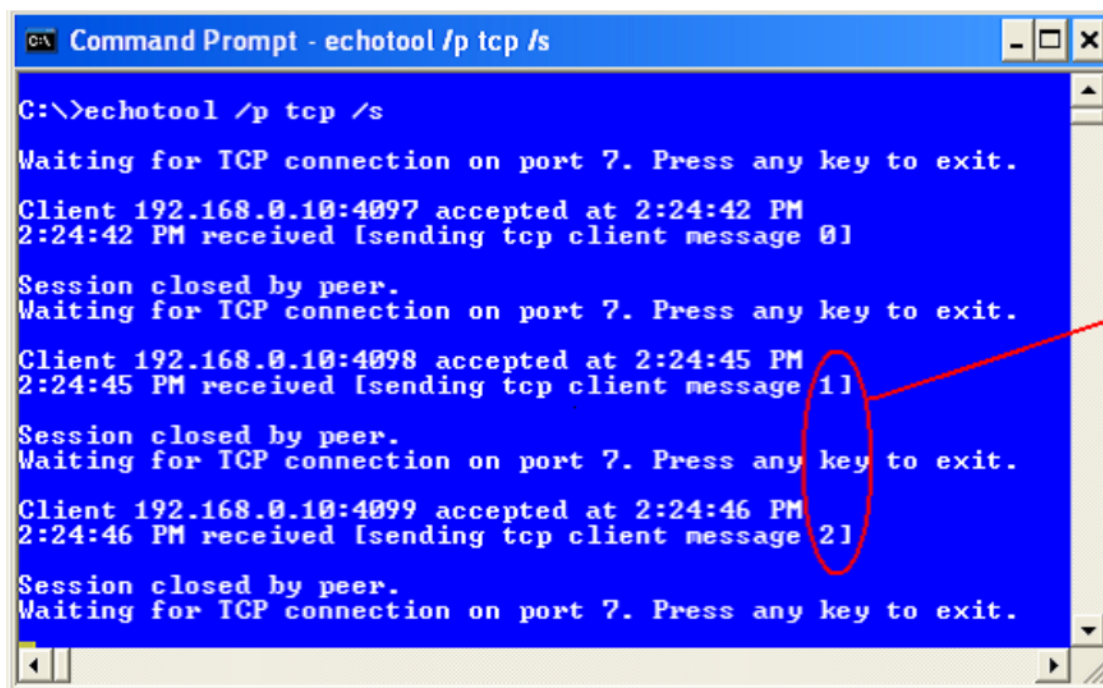 Command Prompt - echotool /p tcp /s
C:\>echotool /p tcp /s
Waiting for TCP connection on port 7. Press any key to exit.
Client 192.168.0.10:4097 accepted at 2:24:42 PM
2:24:42 PM received [sending tcp client message 0]
Session closed by peer.
Waiting for TCP connection on port 7. Press any key to exit.
Client 192.168.0.10:4098 accepted at 2:24:45 PM
2:24:45 PM received [sending tcp client message 1]
Session closed by peer.
Waiting for TCP connection on port 7. Press any key to exit.
Client 192.168.0.10:4099 accepted at 2:24:46 PM
2:24:46 PM received [sending tcp client message 2]
Session closed by peer.
Waiting for TCP connection on port 7. Press any key to exit.